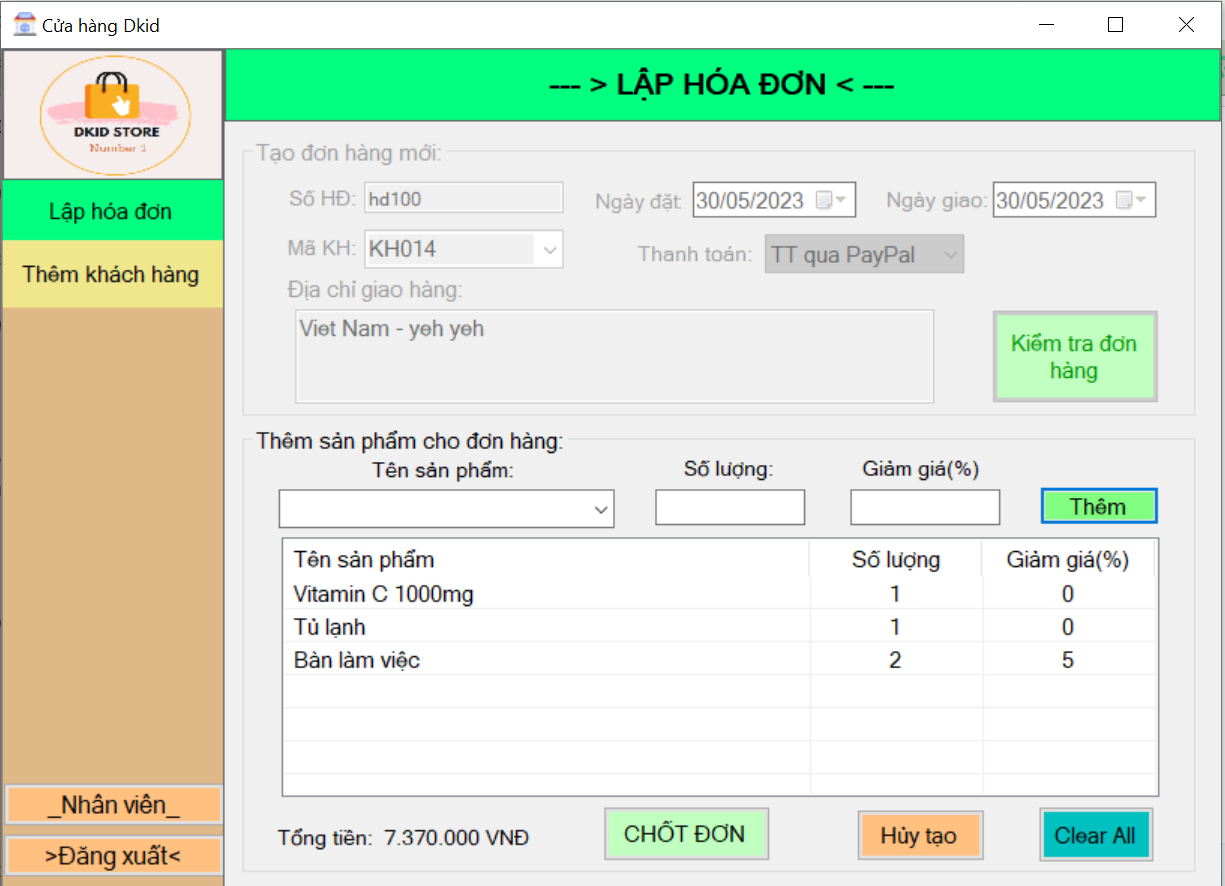 Cửa hàng Dkid
DKID STORE
Number 1
--- > LẬP HÓA ĐƠN < ---
Lập hóa đơn
Thêm khách hàng
_Nhân viên_
>Đăng xuất<
Tạo đơn hàng mới:
Số HĐ: hd100 Ngày đặt: 30/05/2023 Ngày giao: 30/05/2023
Mã KH: KH014 Thanh toán: TT qua PayPal
Địa chỉ giao hàng:
Viet Nam - yeh yeh
Kiểm tra đơn
hàng
Thêm sản phẩm cho đơn hàng:
Tên sản phẩm: Số lượng: Giảm giá(%)
Thêm
Tên sản phẩm Số lượng Giảm giá(%)
Vitamin C 1000mg 1 0
Tủ lạnh 1 0
Bàn làm việc 2 5
Tổng tiền: 7.370.000 VNĐ CHỐT ĐƠN Hủy tạo Clear All